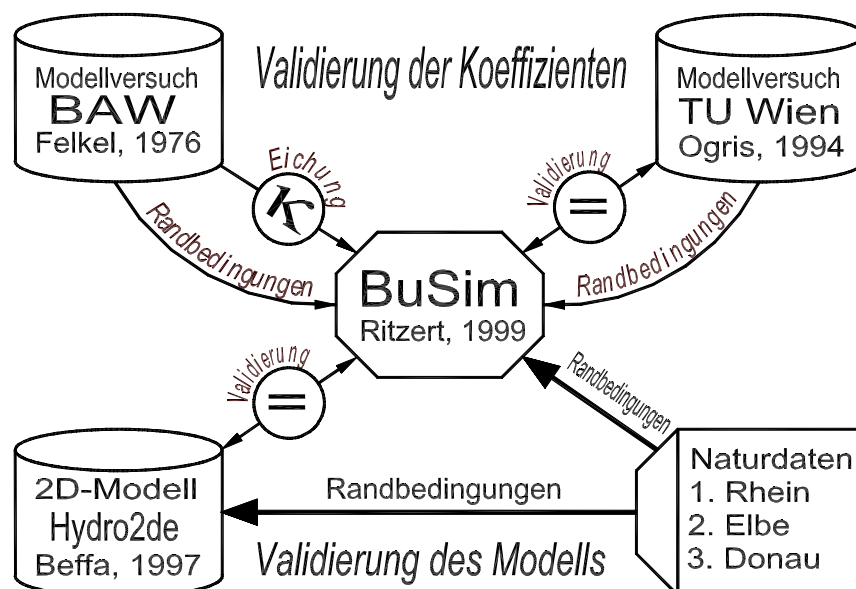 Modellversuch
BAW
Felkel, 1976
Validierung der Koeffizienten
Modellversuch
TU Wien
Ogris, 1994
Eichung
κ
Randbedingungen
Validierung
=
Randbedingungen
BuSim
Ritzert, 1999
Validierung
=
Randbedingungen
2D-Modell
Hydro2de
Beffa, 1997
Randbedingungen
Validierung des Modells
Naturdaten
1. Rhein
2. Elbe
3. Donau